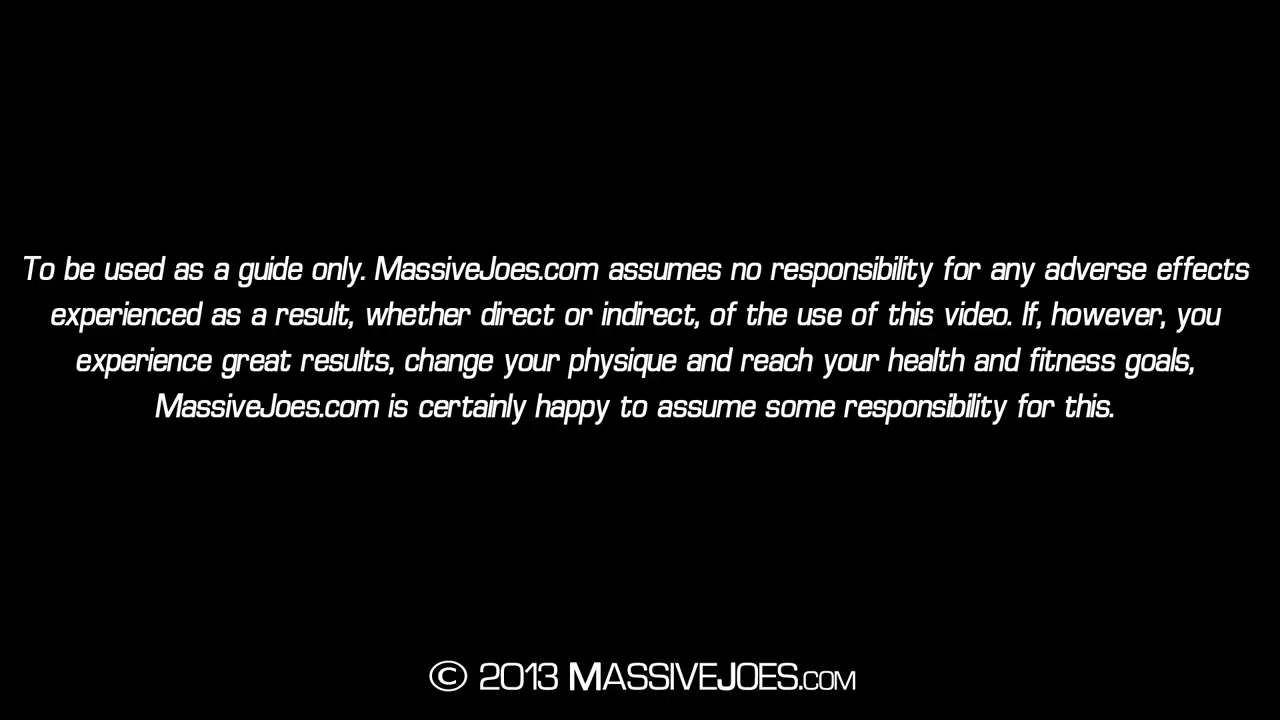 To be used as a guide only. MassiveJoes.com assumes no responsibility for any adverse effects
experienced as a result, whether direct or indirect, of the use of this video. If, however, you
experience great results, change your physique and reach your health and fitness goals,
MassiveJoes.com is certainly happy to assume some responsibility for this.
© 2013 MASSIVEJOES.COM